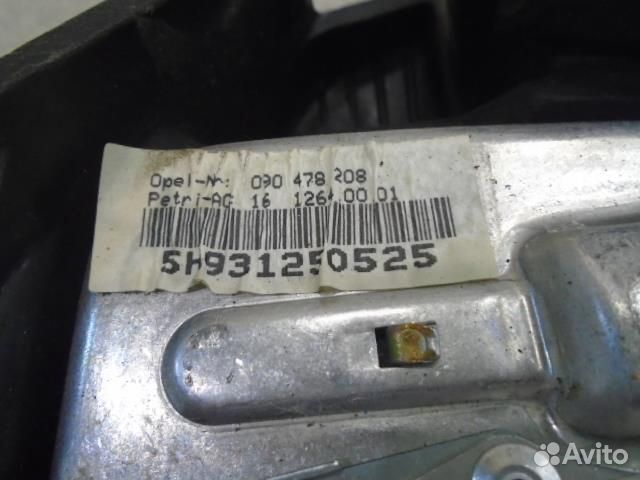 Opel-Nr: 090 478 208
Petri-AG 16 1264 00 01
5H931250525
Avito